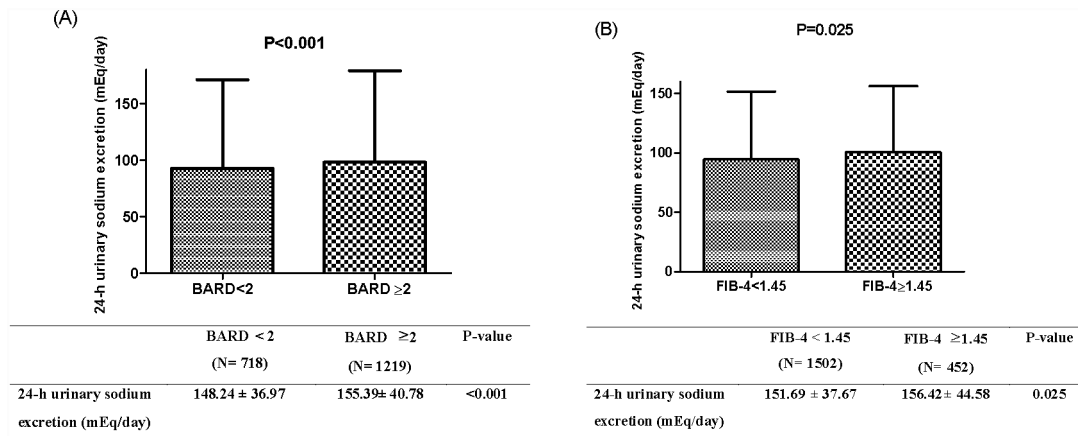 (A)
P<0.001
24-h urinary sodium excretion (mEq/day)
150
100
50
0
BARD<2 BARD ≥2
BARD < 2 BARD ≥2 P-value
(N= 718) (N= 1219)
24-h urinary sodium 148.24 ± 36.97 155.39± 40.78 <0.001
excretion (mEq/day)
(B)
P=0.025
24-h urinary sodium excretion (mEq/day)
150
100
50
0
FIB-4<1.45 FIB-4≥1.45
FIB-4 < 1.45 FIB-4 ≥1.45 P-value
(N= 1502) (N= 452)
24-h urinary sodium 151.69 ± 37.67 156.42 ± 44.58 0.025
excretion (mEq/day)